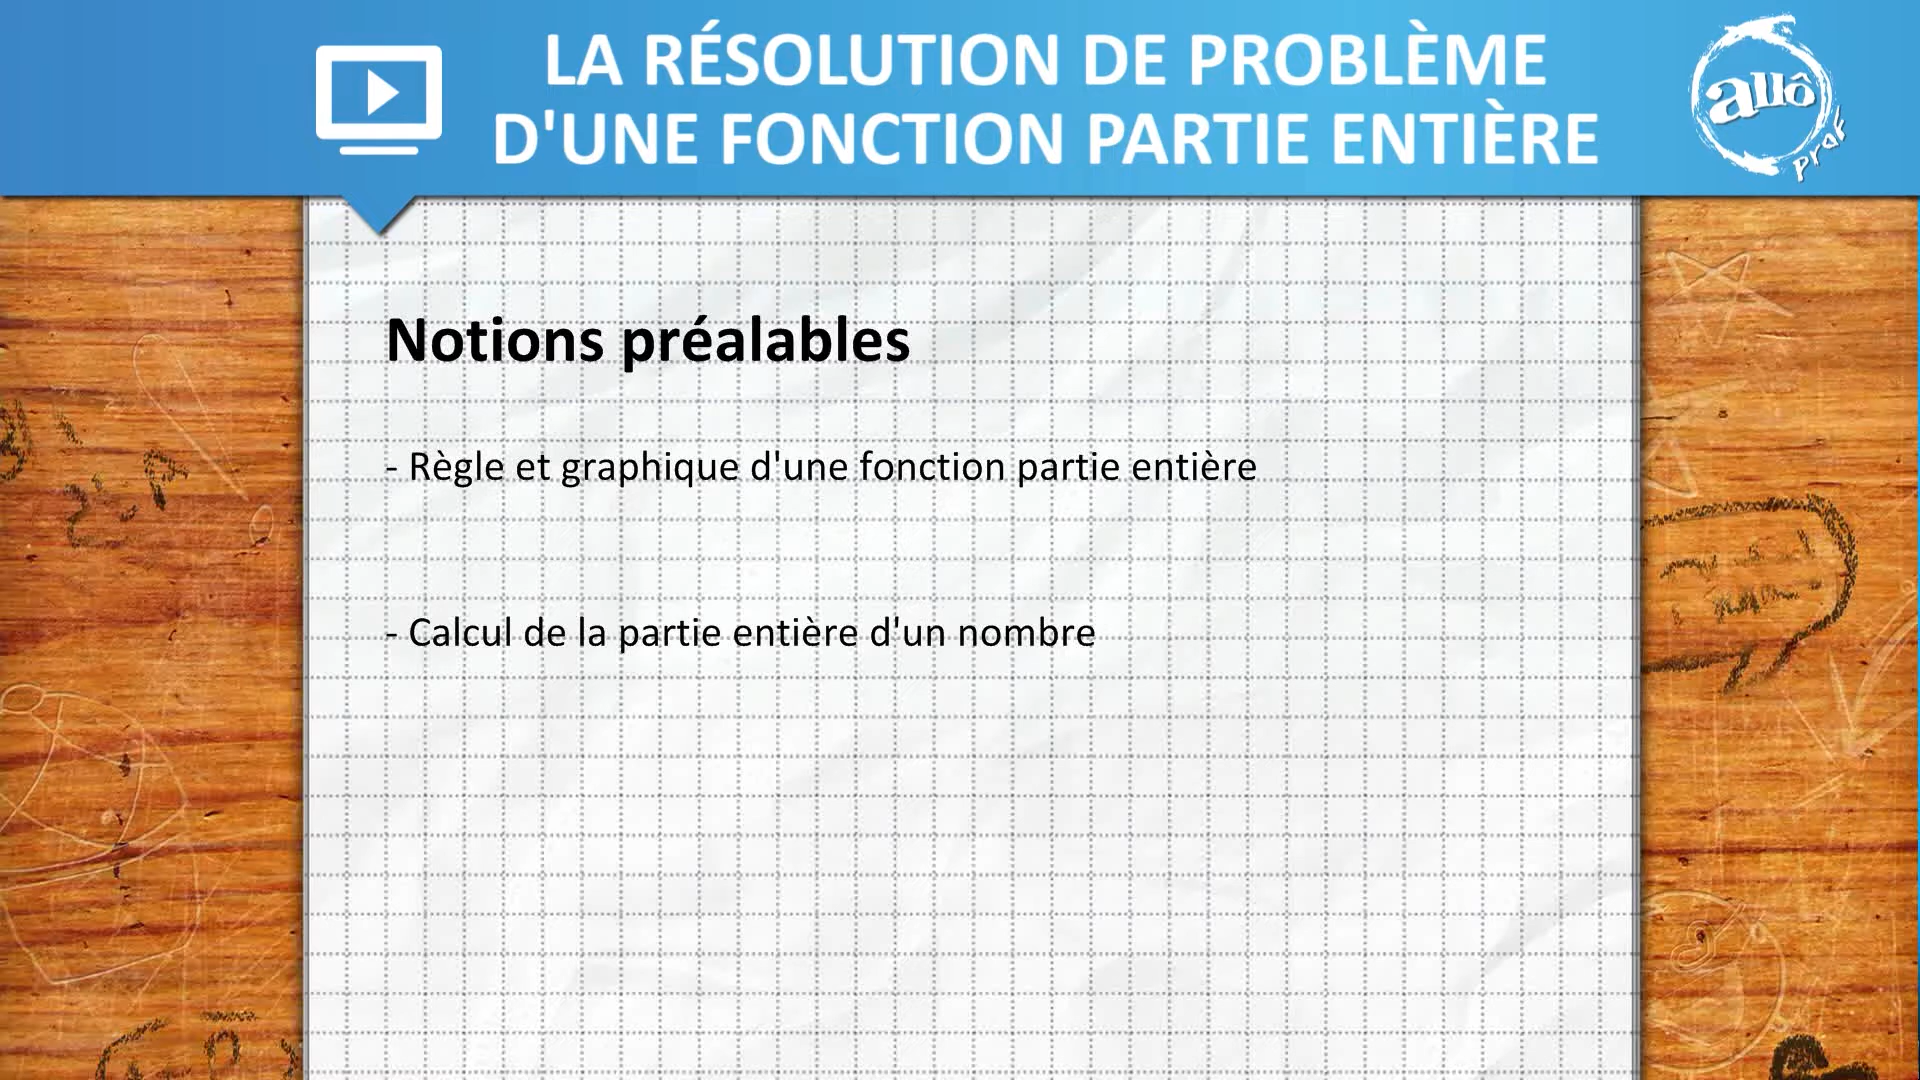 LA RÉSOLUTION DE PROBLÈME
D'UNE FONCTION PARTIE ENTIÈRE
allô
prof
Notions préalables
- Règle et graphique d'une fonction partie entière
- Calcul de la partie entière d'un nombre